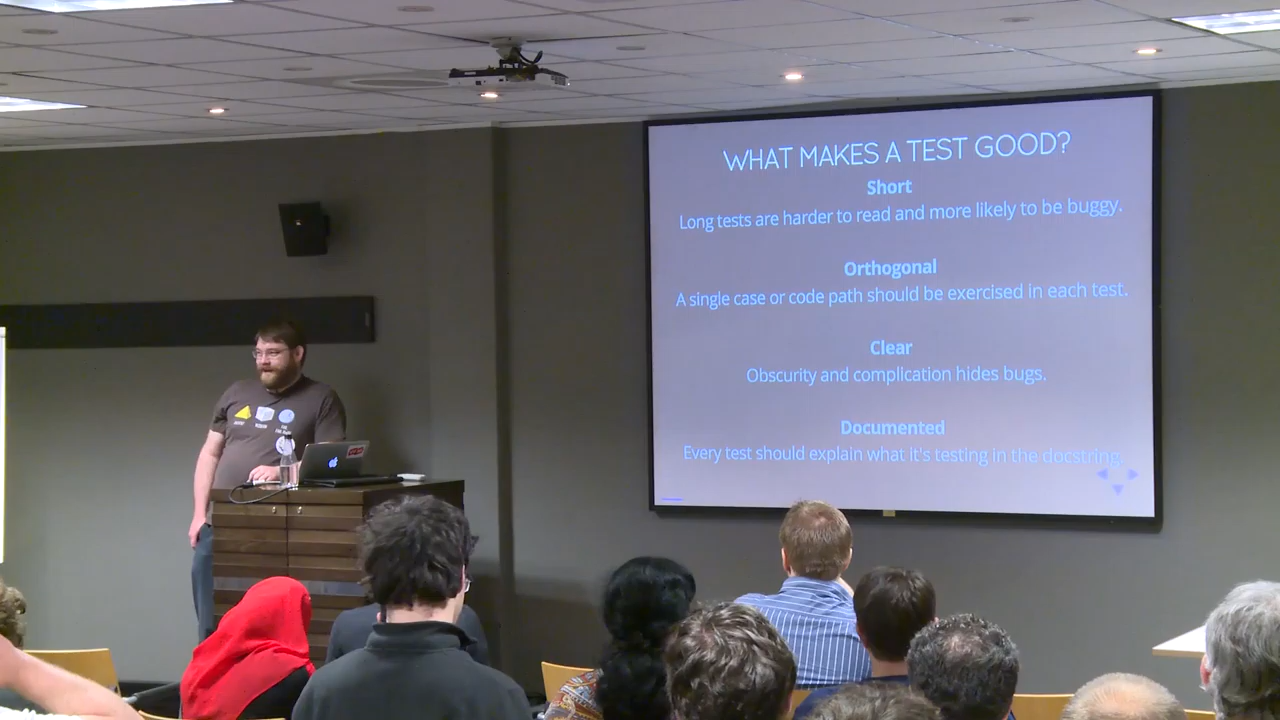 WHAT MAKES A TEST GOOD?
Short
Long tests are harder to read and more likely to be buggy.
Orthogonal
A single case or code path should be exercised in each test.
Clear
Obscurity and complication hides bugs.
Documented
Every test should explain what it's testing in the docstring.